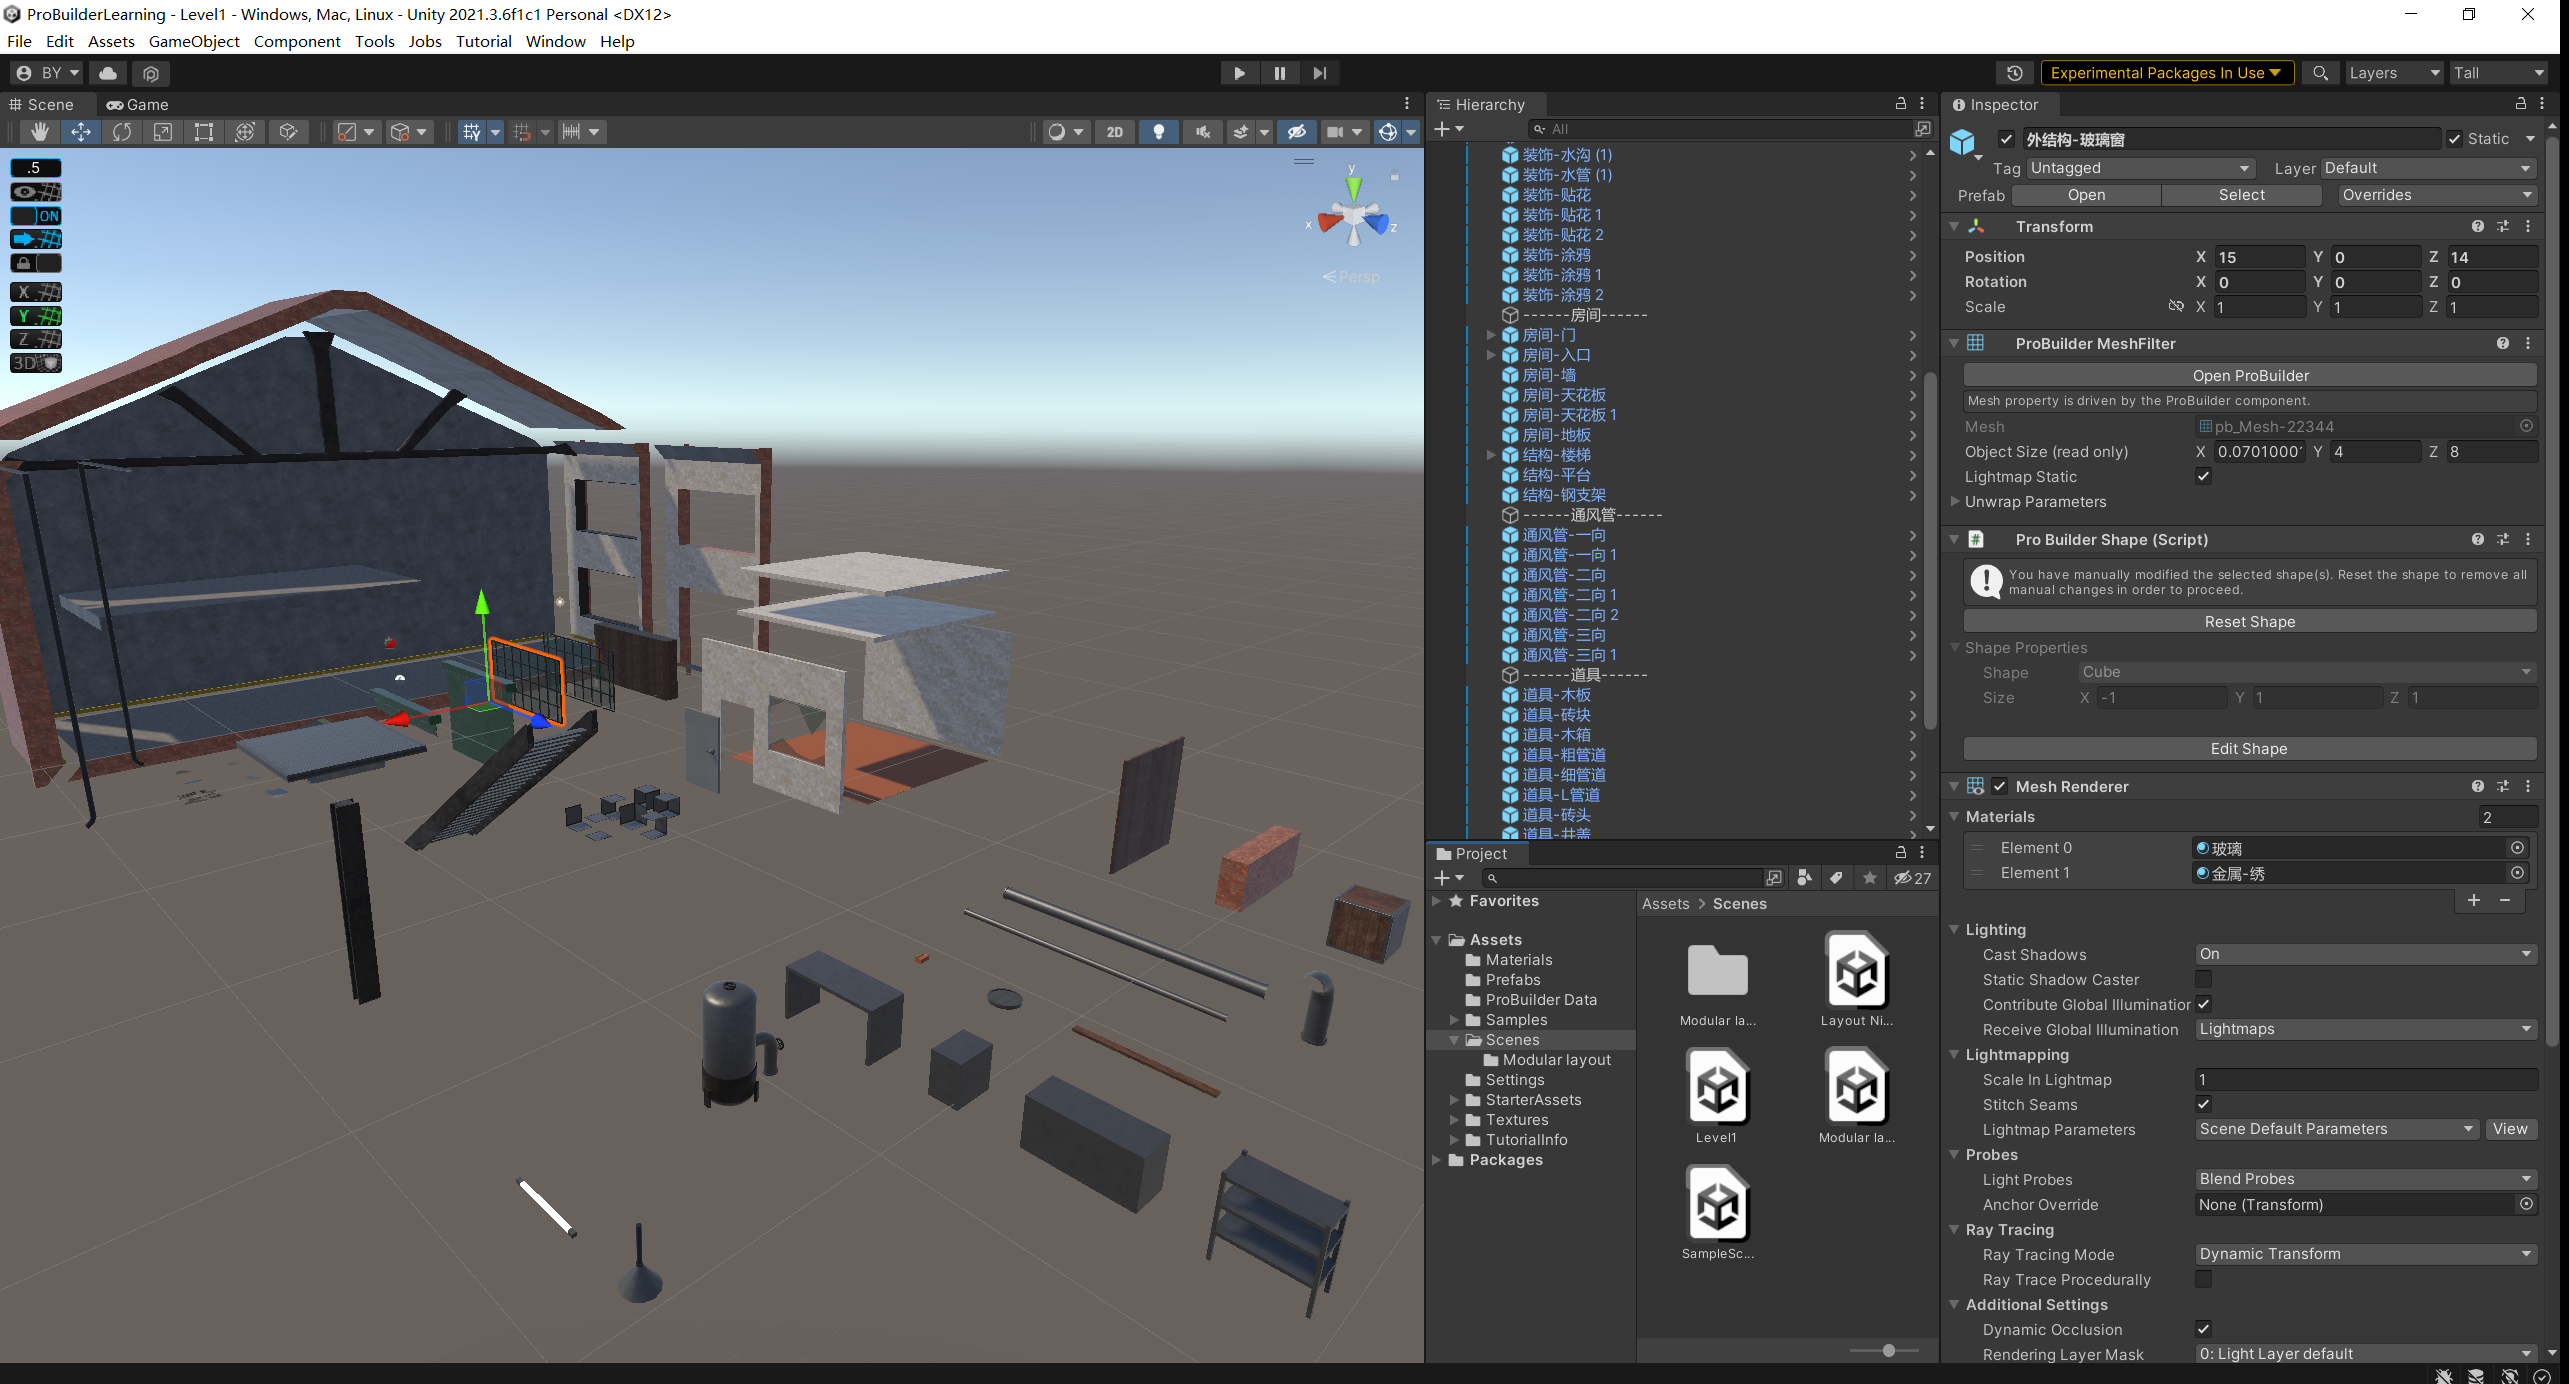 ProBuilderLearning - Level1 - Windows, Mac, Linux - Unity 2021.3.6f1c1 Personal <DX12>
File Edit Assets GameObject Component Tools Jobs Tutorial Window Help
BY
Experimental Packages In Use
Layers
Tall
Scene
Game
2D
.5
ON
X
Y
Z
3D
y
x
z
Persp
Hierarchy
All
装饰-水沟 (1)
装饰-水管 (1)
装饰-贴花
装饰-贴花 1
装饰-贴花 2
装饰-涂鸦
装饰-涂鸦 1
装饰-涂鸦 2
------房间------
房间-门
房间-入口
房间-墙
房间-天花板
房间-天花板 1
房间-地板
结构-楼梯
结构-平台
结构-钢支架
------通风管------
通风管-一向
通风管-一向 1
通风管-二向
通风管-二向 1
通风管-二向 2
通风管-三向
通风管-三向 1
------道具------
道具-木板
道具-砖块
道具-木箱
道具-粗管道
道具-细管道
道具-L管道
道具-砖头
道具-井盖
Project
27
Favorites
Assets
Materials
Prefabs
ProBuilder Data
Samples
Scenes
Modular layout
Settings
StarterAssets
Textures
TutorialInfo
Packages
Assets > Scenes
Modular la...
Layout Ni...
Level1
Modular la...
SampleSc...
Inspector
外结构-玻璃窗
Static
Tag Untagged
Layer Default
Prefab Open Select Overrides
Transform
Position X 15 Y 0 Z 14
Rotation X 0 Y 0 Z 0
Scale X 1 Y 1 Z 1
ProBuilder MeshFilter
Open ProBuilder
Mesh property is driven by the ProBuilder component.
Mesh pb_Mesh-22344
Object Size (read only) X 0.0701000 Y 4 Z 8
Lightmap Static
Unwrap Parameters
Pro Builder Shape (Script)
You have manually modified the selected shape(s). Reset the shape to remove all
manual changes in order to proceed.
Reset Shape
Shape Properties
Shape Cube
Size X -1 Y 1 Z 1
Edit Shape
Mesh Renderer
Materials 2
Element 0 玻璃
Element 1 金属-绣
Lighting
Cast Shadows On
Static Shadow Caster
Contribute Global Illumination
Receive Global Illumination Lightmaps
Lightmapping
Scale In Lightmap 1
Stitch Seams
Lightmap Parameters Scene Default Parameters View
Probes
Light Probes Blend Probes
Anchor Override None (Transform)
Ray Tracing
Ray Tracing Mode Dynamic Transform
Ray Trace Procedurally
Additional Settings
Dynamic Occlusion
Rendering Layer Mask 0: Light Layer default